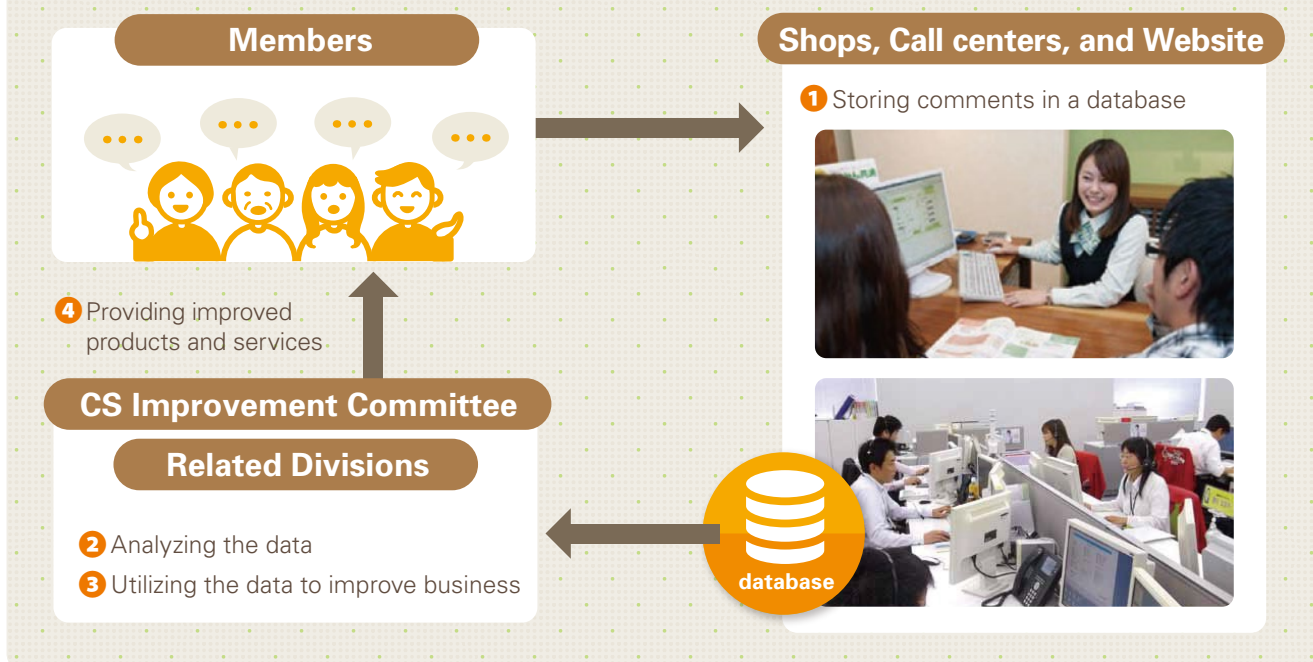 Members
Shops, Call centers, and Website
1 Storing comments in a database
4 Providing improved
products and services
CS Improvement Committee
Related Divisions
2 Analyzing the data
3 Utilizing the data to improve business
database